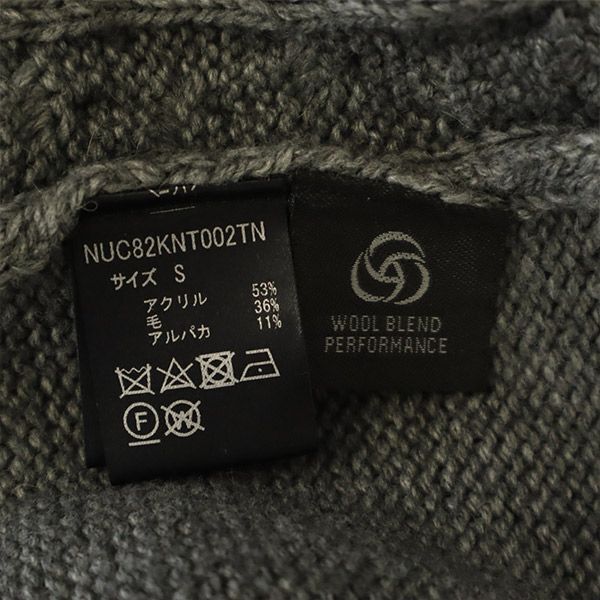 NUC82KNT002TN
サイズ S
アクリル 53%
毛 36%
アルパカ 11%
F
W
WOOL BLEND
PERFORMANCE